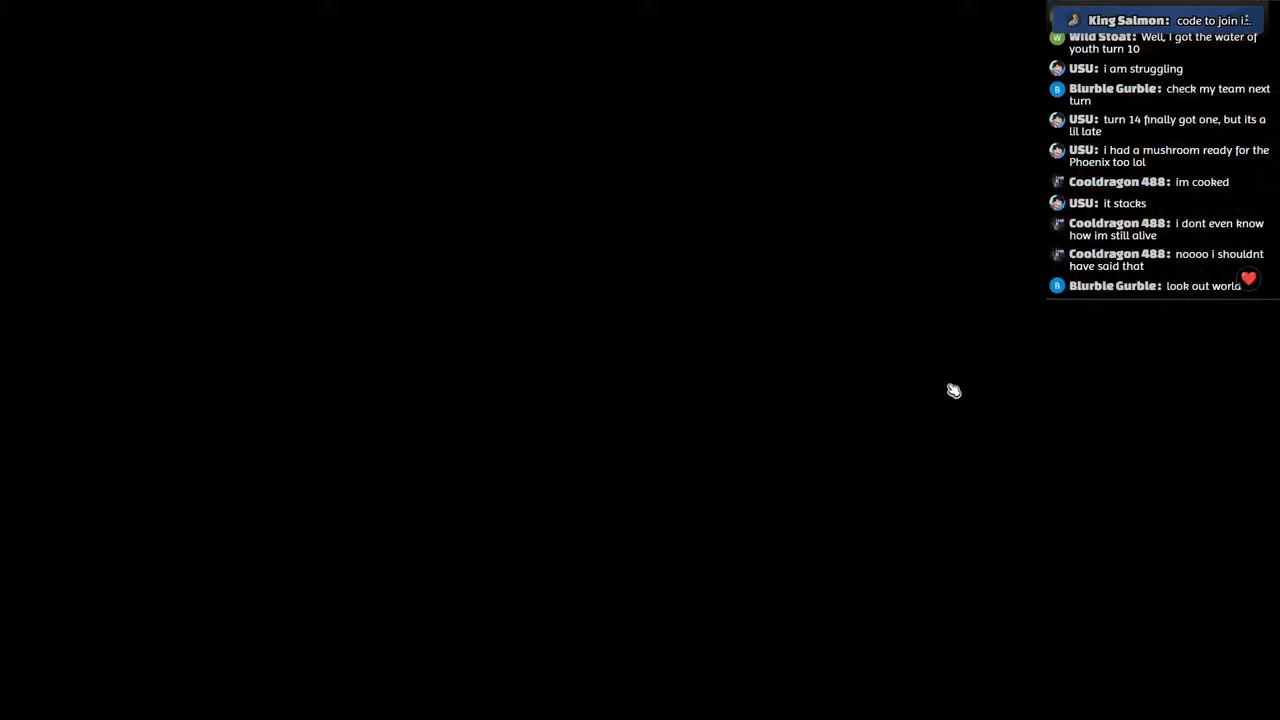 King Salmon: code to join i...
Wild Stoat: Well, I got the water of
youth turn 10
USU: i am struggling
Blurble Gurble: check my team next
turn
USU: turn 14 finally got one, but its a
lil late
USU: i had a mushroom ready for the
Phoenix too lol
Cooldragon 488: im cooked
USU: it stacks
Cooldragon 488: i dont even know
how im still alive
Cooldragon 488: noooo i shouldnt
have said that
Blurble Gurble: look out world